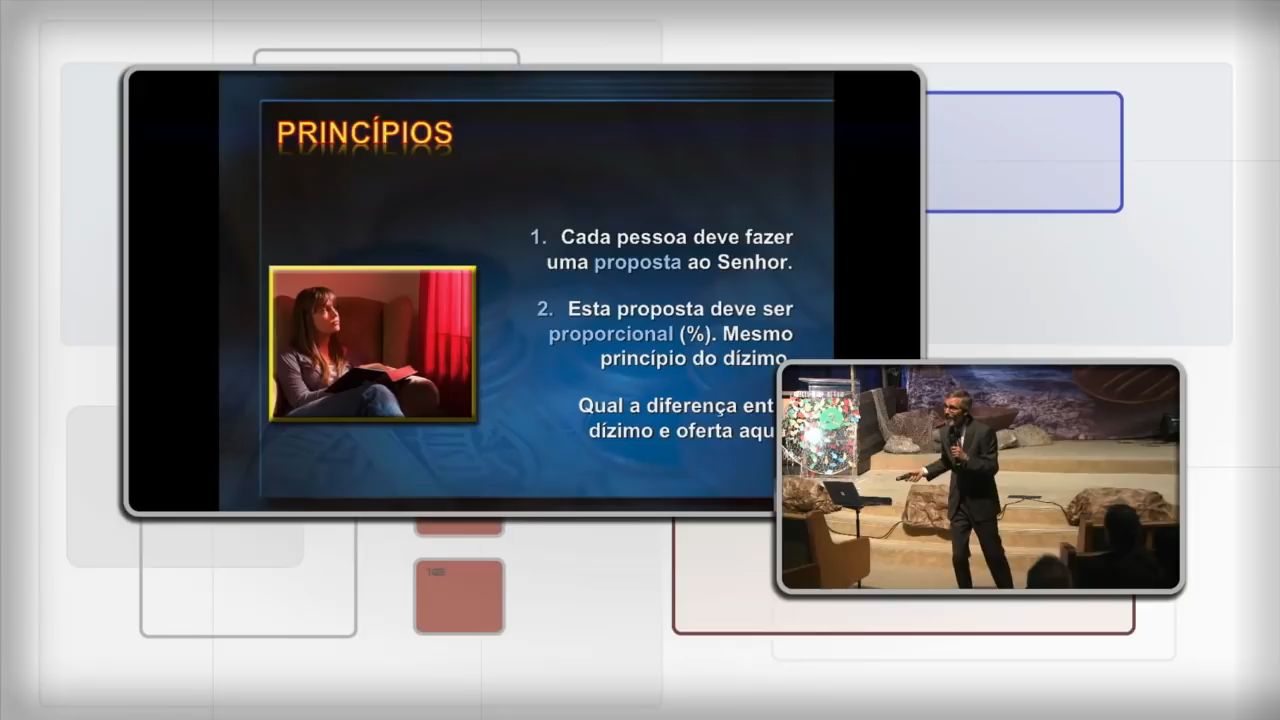 PRINCÍPIOS
1. Cada pessoa deve fazer
uma proposta ao Senhor.
2. Esta proposta deve ser
proporcional (%). Mesmo
princípio do dízimo.
Qual a diferença ent
dízimo e oferta aqu